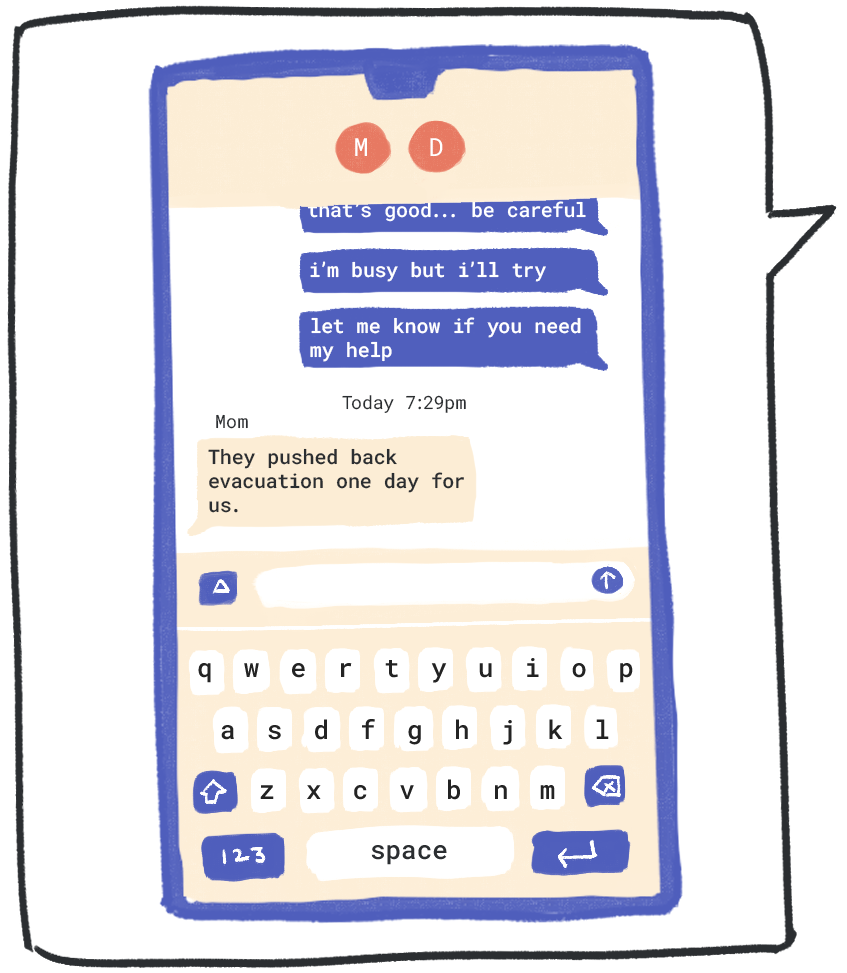 M D
that's good... be careful
i'm busy but i'll try
let me know if you need
my help
Today 7:29pm
Mom
They pushed back
evacuation one day for
us.
q w e r t y u i o p
a s d f g h j k l
z x c v b n m
123 space